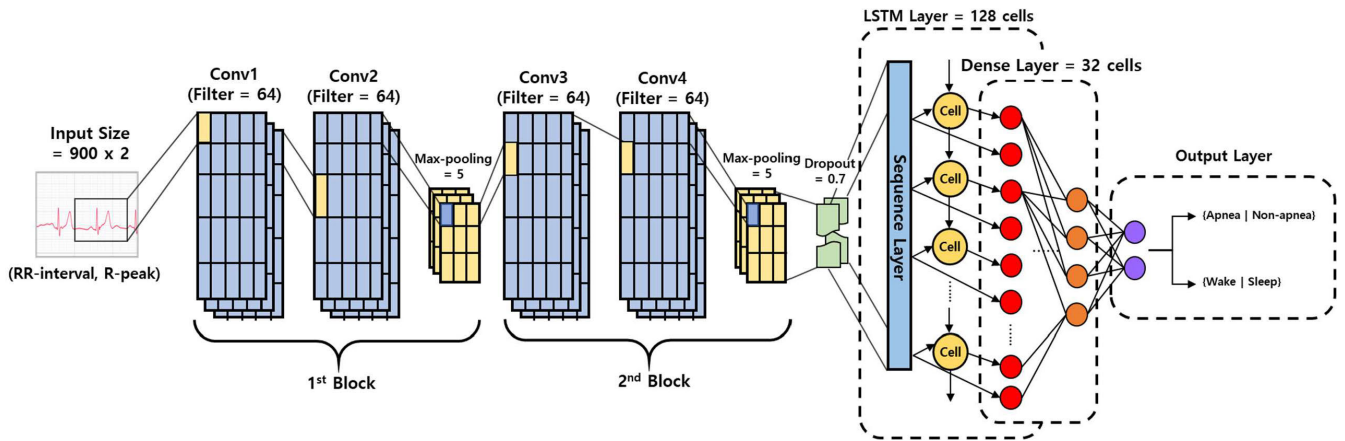 Input Size
= 900 x 2
(RR-interval, R-peak)
Conv1
(Filter = 64)
Conv2
(Filter = 64)
Max-pooling
= 5
1st Block
Conv3
(Filter = 64)
Conv4
(Filter = 64)
Max-pooling
= 5
2nd Block
Dropout
= 0.7
LSTM Layer = 128 cells
Sequence Layer
Cell
Cell
Cell
Cell
Dense Layer = 32 cells
Output Layer
{Apnea | Non-apnea}
{Wake | Sleep}